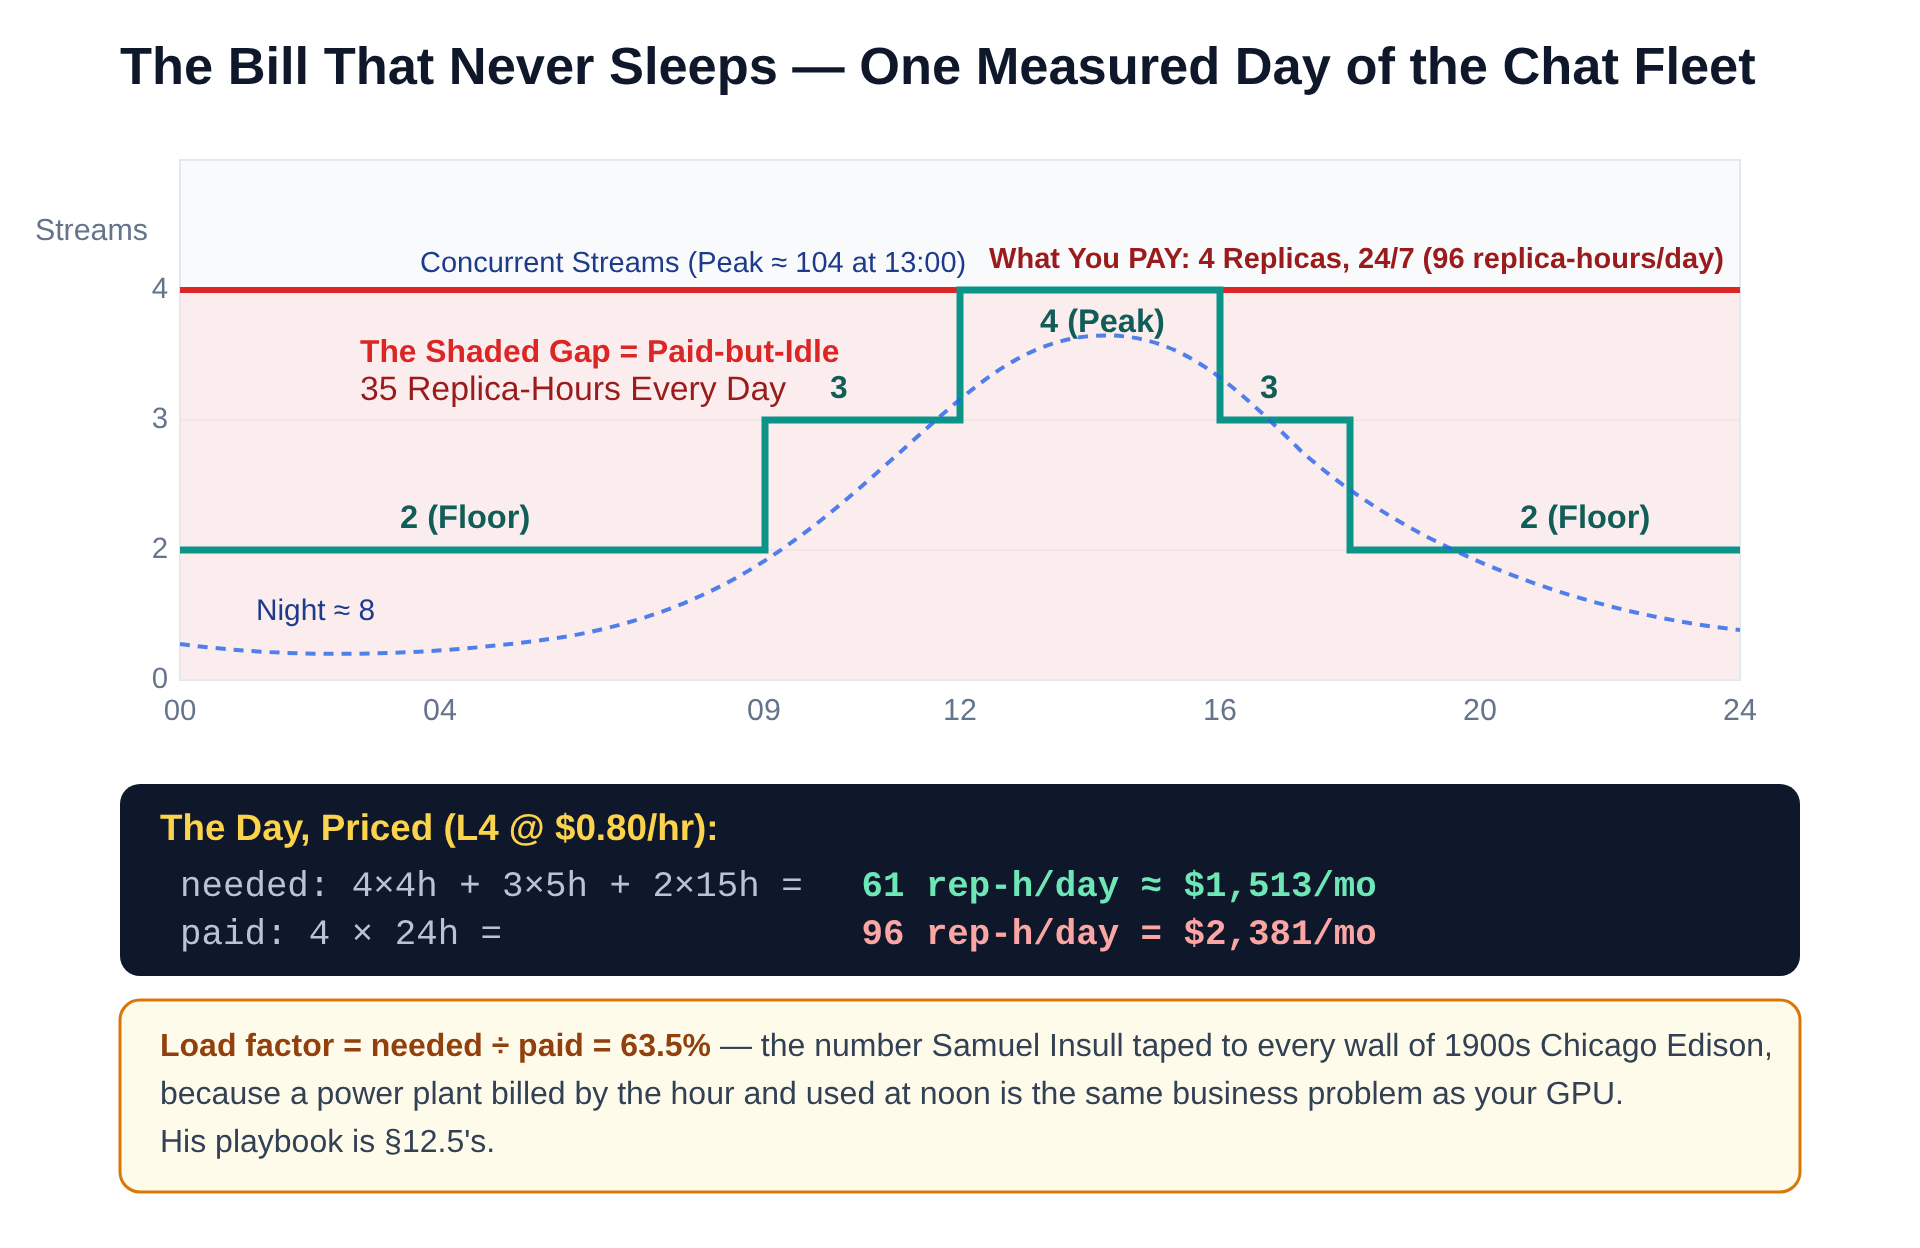 The Bill That Never Sleeps — One Measured Day of the Chat Fleet
Streams
Concurrent Streams (Peak ≈ 104 at 13:00)
What You PAY: 4 Replicas, 24/7 (96 replica-hours/day)
4
4 (Peak)
The Shaded Gap = Paid-but-Idle
35 Replica-Hours Every Day
3
3
3
2 (Floor)
2 (Floor)
2
Night ≈ 8
0
00 04 09 12 16 20 24
The Day, Priced (L4 @ $0.80/hr):
needed: 4×4h + 3×5h + 2×15h = 61 rep-h/day ≈ $1,513/mo
paid: 4 × 24h = 96 rep-h/day = $2,381/mo
Load factor = needed ÷ paid = 63.5% — the number Samuel Insull taped to every wall of 1900s Chicago Edison,
because a power plant billed by the hour and used at noon is the same business problem as your GPU.
His playbook is §12.5's.